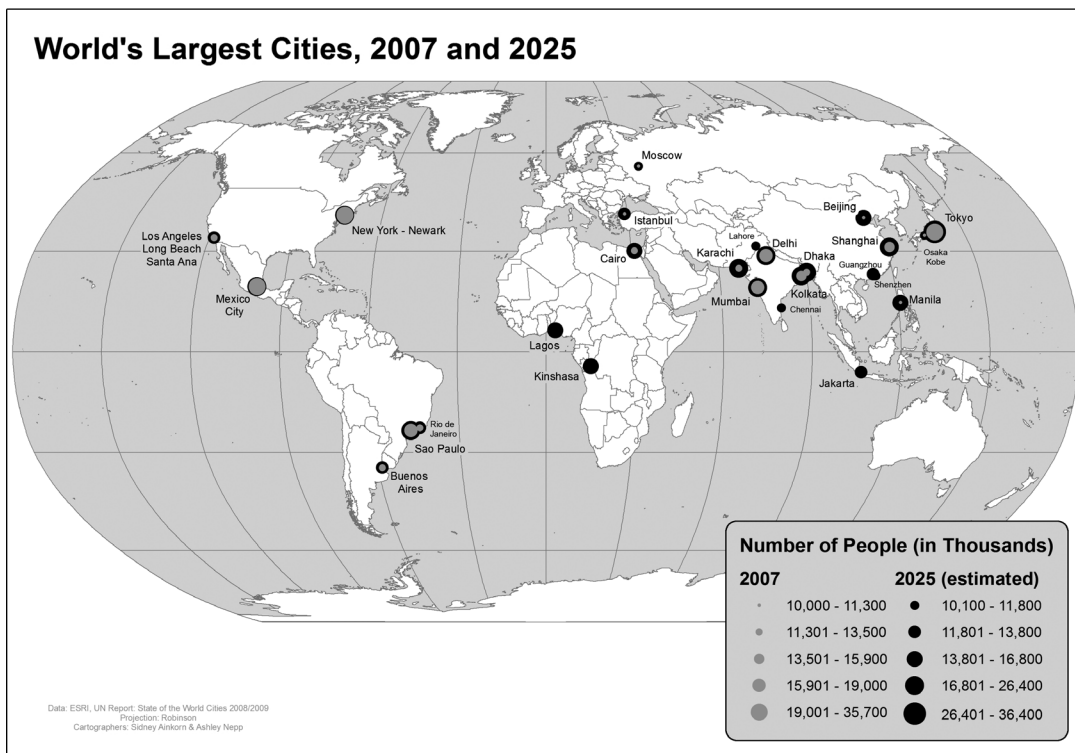 World's Largest Cities, 2007 and 2025
Moscow
Istanbul
New York - Newark
Los Angeles
Long Beach
Santa Ana
Mexico
City
Cairo
Lahore
Karachi
Delhi
Dhaka
Mumbai
Kolkata
Chennai
Beijing
Tokyo
Shanghai
Osaka
Kobe
Guangzhou
Shenzhen
Manila
Lagos
Kinshasa
Jakarta
Rio de
Janeiro
Sao Paulo
Buenos
Aires
Number of People (in Thousands)
2007 2025 (estimated)
10,000 - 11,300 10,100 - 11,800
11,301 - 13,500 11,801 - 13,800
13,501 - 15,900 13,801 - 16,800
15,901 - 19,000 16,801 - 26,400
19,001 - 35,700 26,401 - 36,400
Data: ESRI, UN Report: State of the World Cities 2008/2009
Projection: Robinson
Cartographers: Sidney Ainkorn & Ashley Nepp